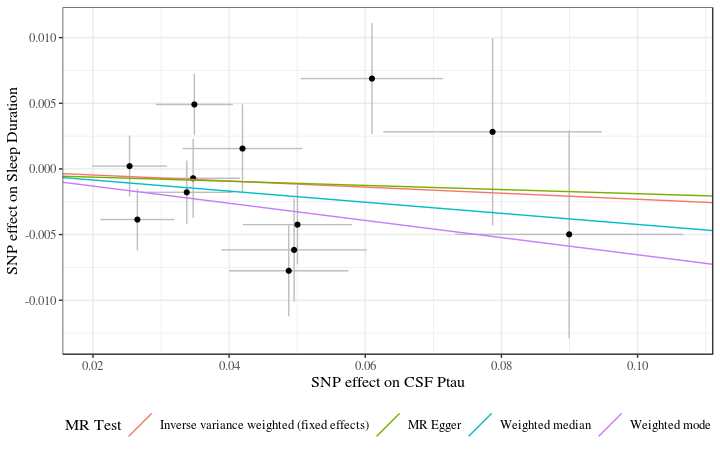 0.010
0.005
0.000
-0.005
-0.010
SNP effect on Sleep Duration
0.02 0.04 0.06 0.08 0.10
SNP effect on CSF Ptau
MR Test Inverse variance weighted (fixed effects) MR Egger Weighted median Weighted mode